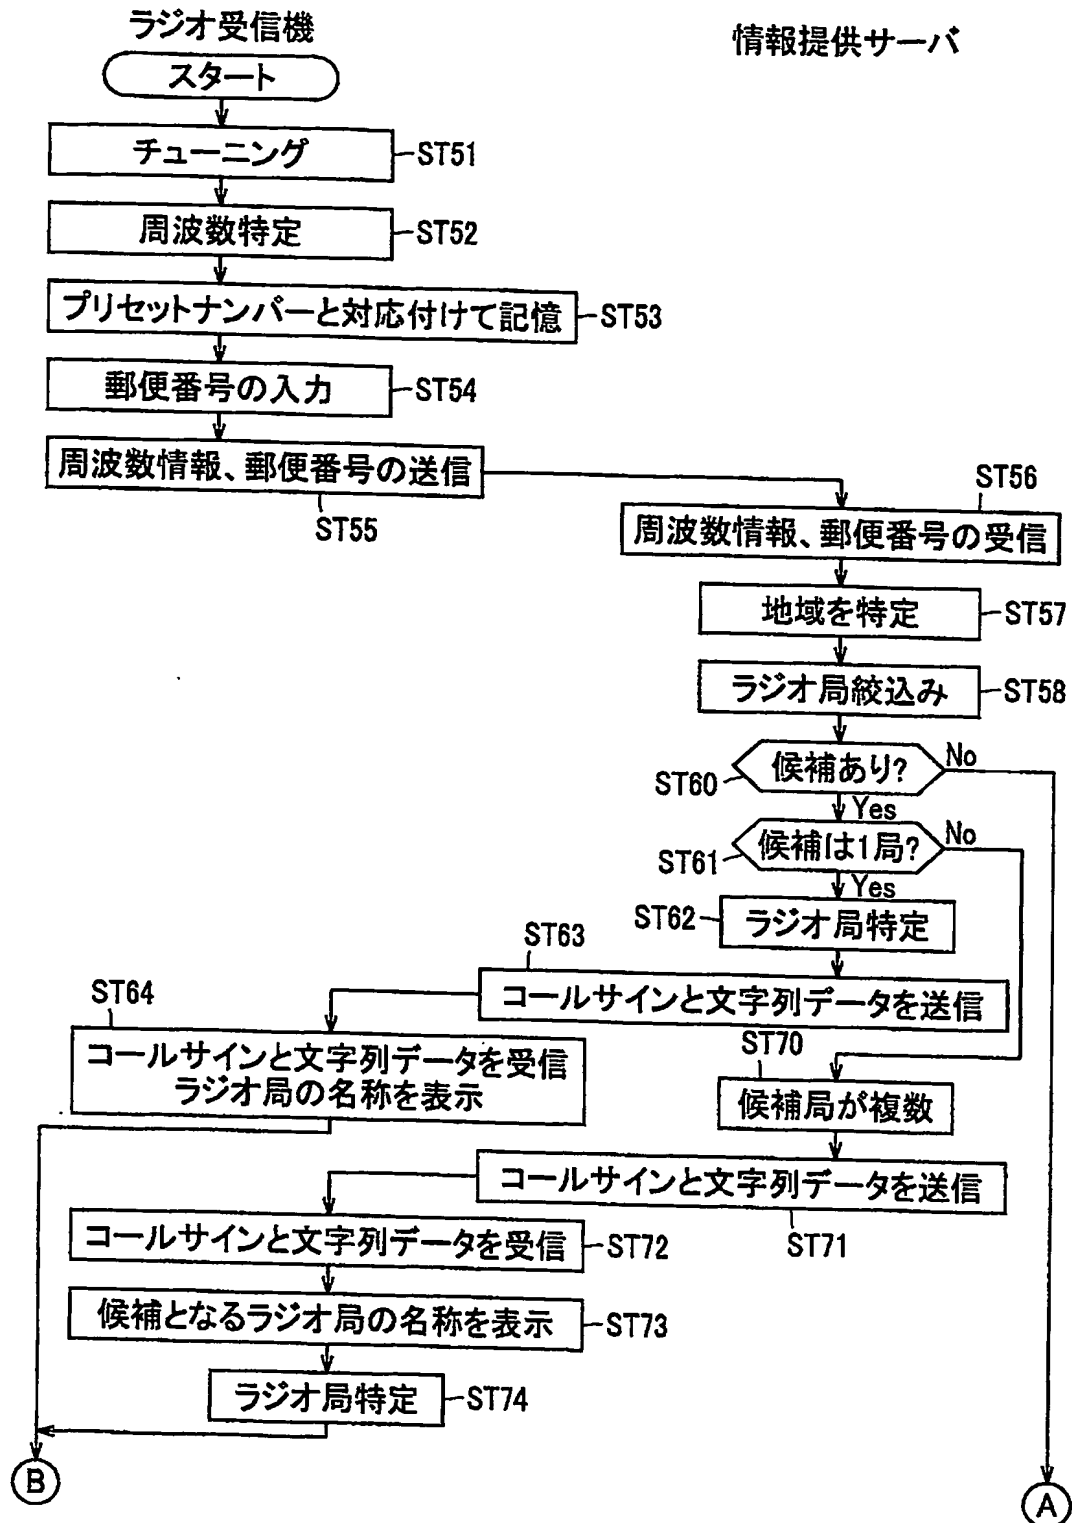 ラジオ受信機
情報提供サーバ
スタート
チューニング
ST51
周波数特定
ST52
プリセットナンバーと対応付けて記憶
ST53
郵便番号の入力
ST54
周波数情報、郵便番号の送信
ST55
ST56
周波数情報、郵便番号の受信
地域を特定
ST57
ラジオ局絞込み
ST58
候補あり?
No
ST60
Yes
候補は1局?
No
ST61
Yes
ST62
ラジオ局特定
ST63
コールサインと文字列データを送信
ST64
コールサインと文字列データを受信
ラジオ局の名称を表示
ST70
候補局が複数
コールサインと文字列データを送信
ST71
コールサインと文字列データを受信
ST72
候補となるラジオ局の名称を表示
ST73
ラジオ局特定
ST74
B
A